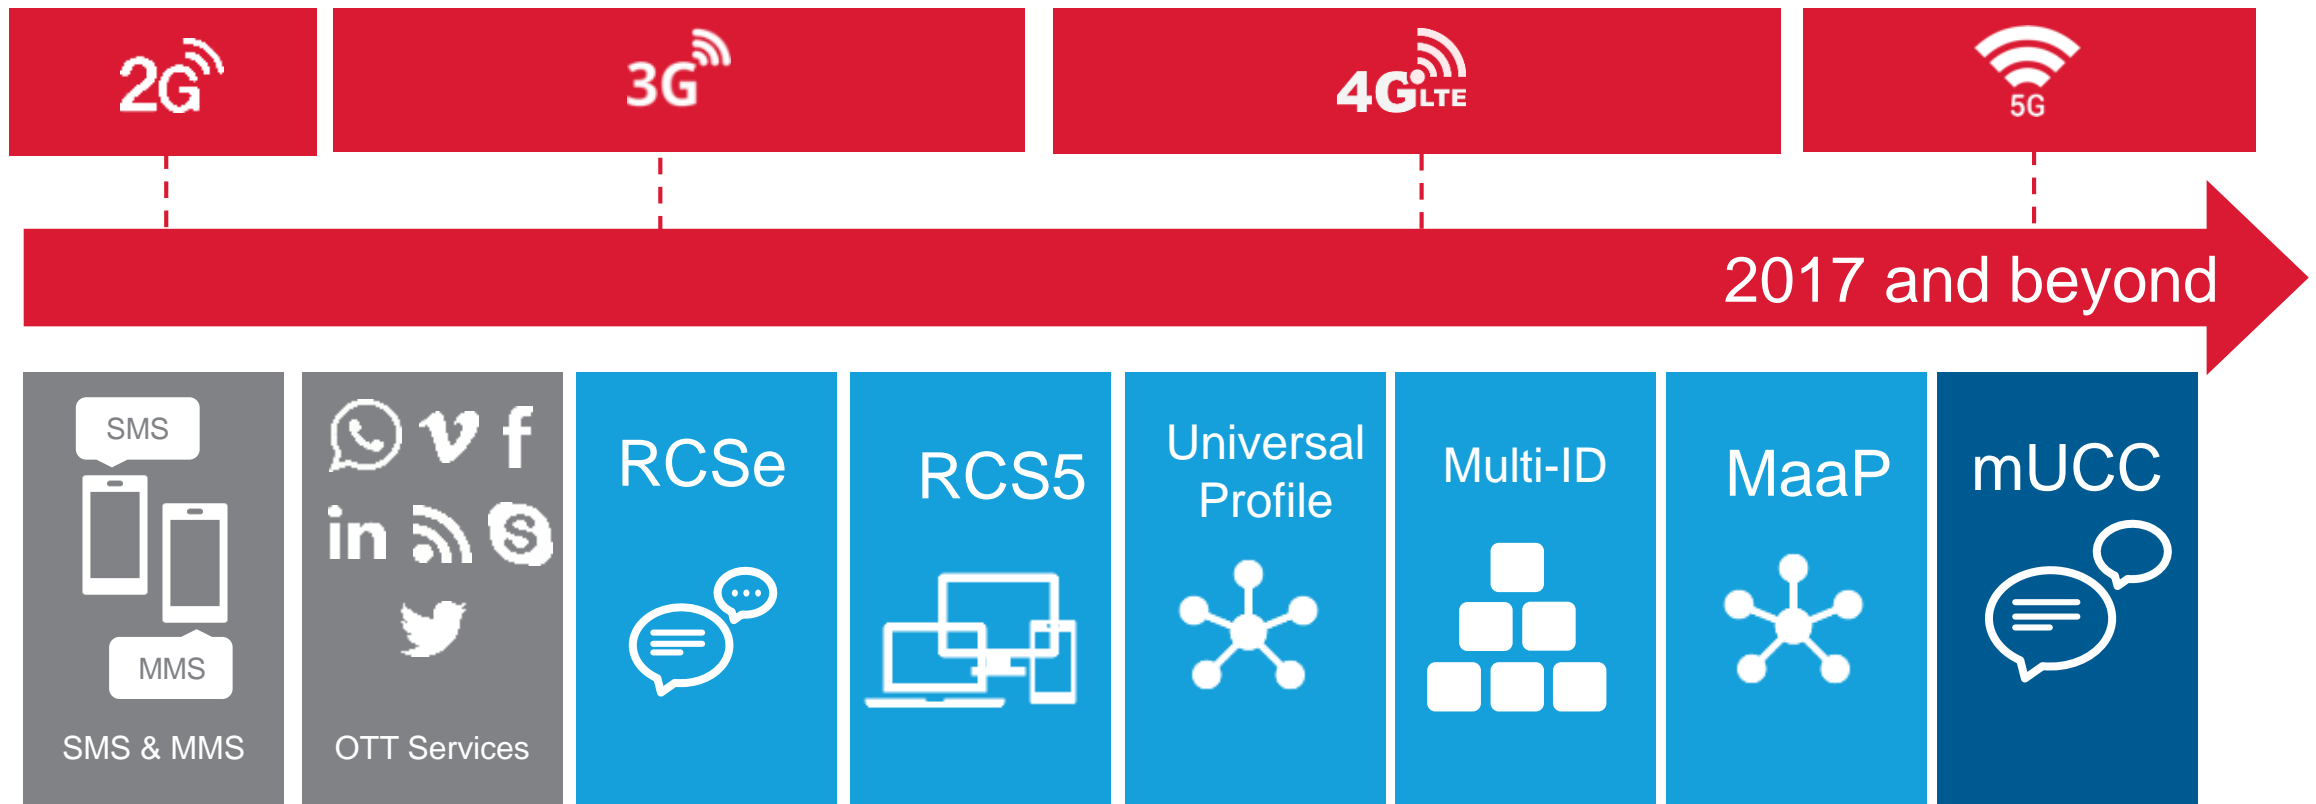 2G
3G
4G LTE
5G
2017 and beyond
SMS
MMS
SMS & MMS
in
OTT Services
RCSe
RCS5
Universal
Profile
Multi-ID
MaaP
mUCC